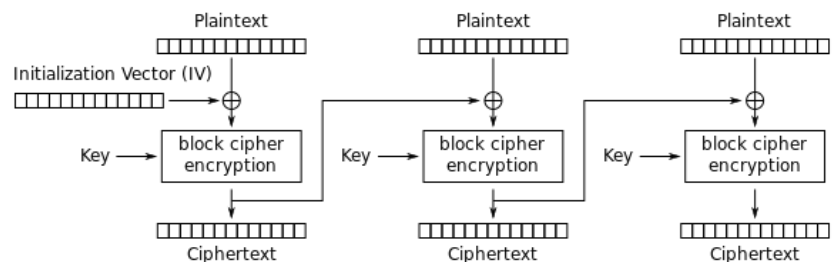 Plaintext
Plaintext
Plaintext
Initialization Vector (IV)
Key
block cipher
encryption
Key
block cipher
encryption
Key
block cipher
encryption
Ciphertext
Ciphertext
Ciphertext